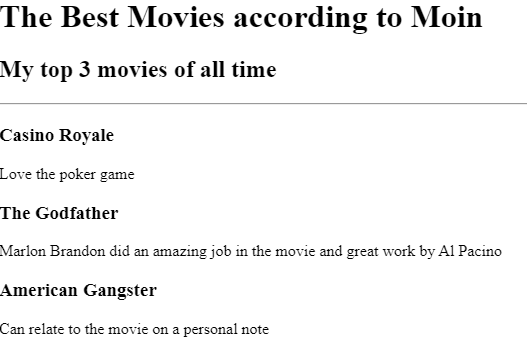 The Best Movies according to Moin
My top 3 movies of all time
Casino Royale
Love the poker game
The Godfather
Marlon Brandon did an amazing job in the movie and great work by Al Pacino
American Gangster
Can relate to the movie on a personal note